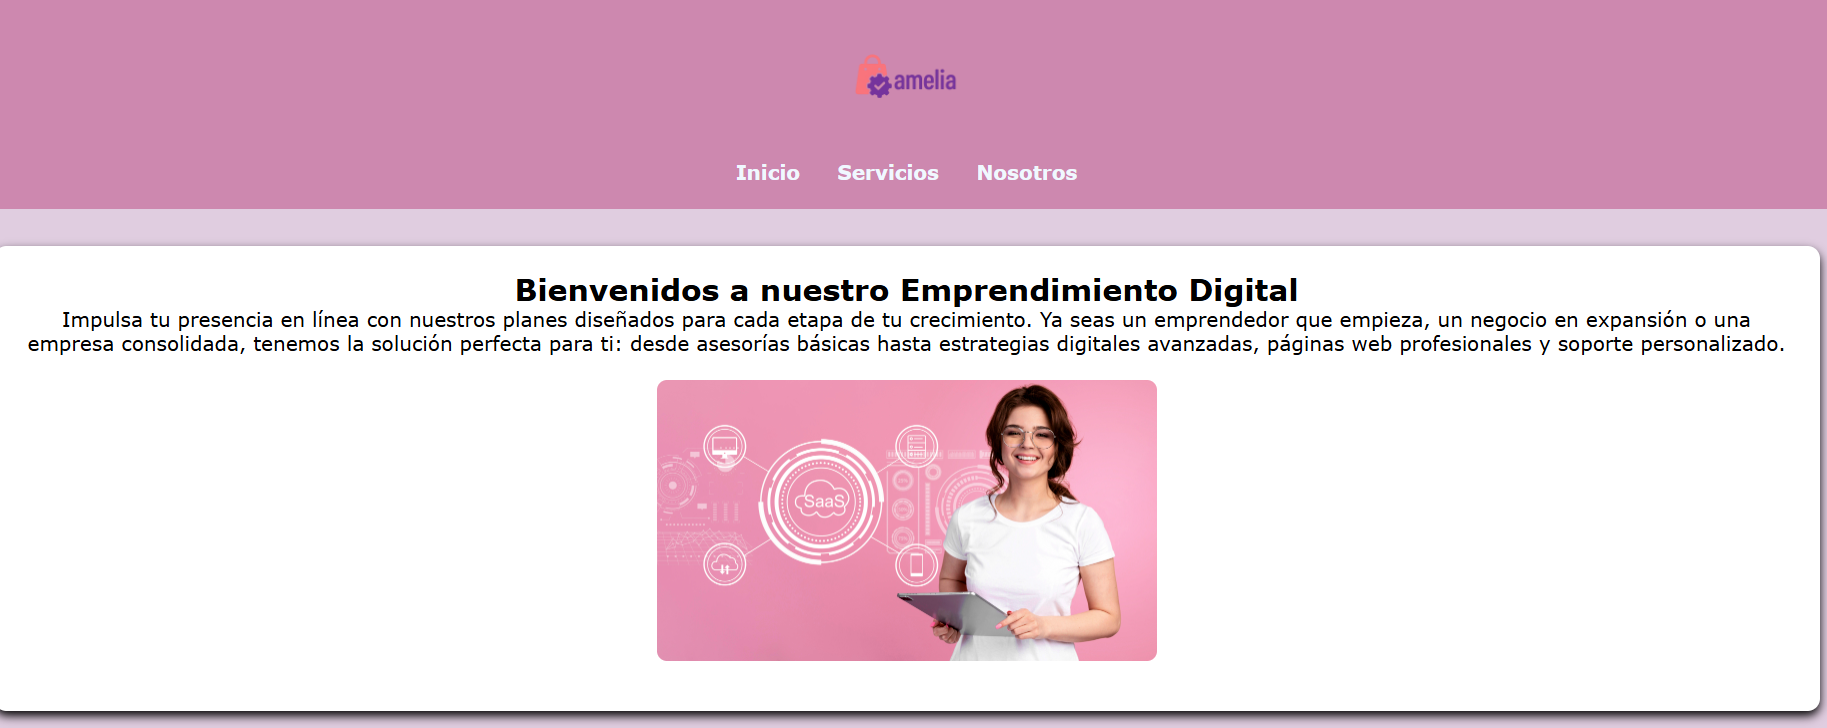 amelia
Inicio Servicios Nosotros
Bienvenidos a nuestro Emprendimiento Digital
Impulsa tu presencia en línea con nuestros planes diseñados para cada etapa de tu crecimiento. Ya seas un emprendedor que empieza, un negocio en expansión o una
empresa consolidada, tenemos la solución perfecta para ti: desde asesorías básicas hasta estrategias digitales avanzadas, páginas web profesionales y soporte personalizado.
SaaS